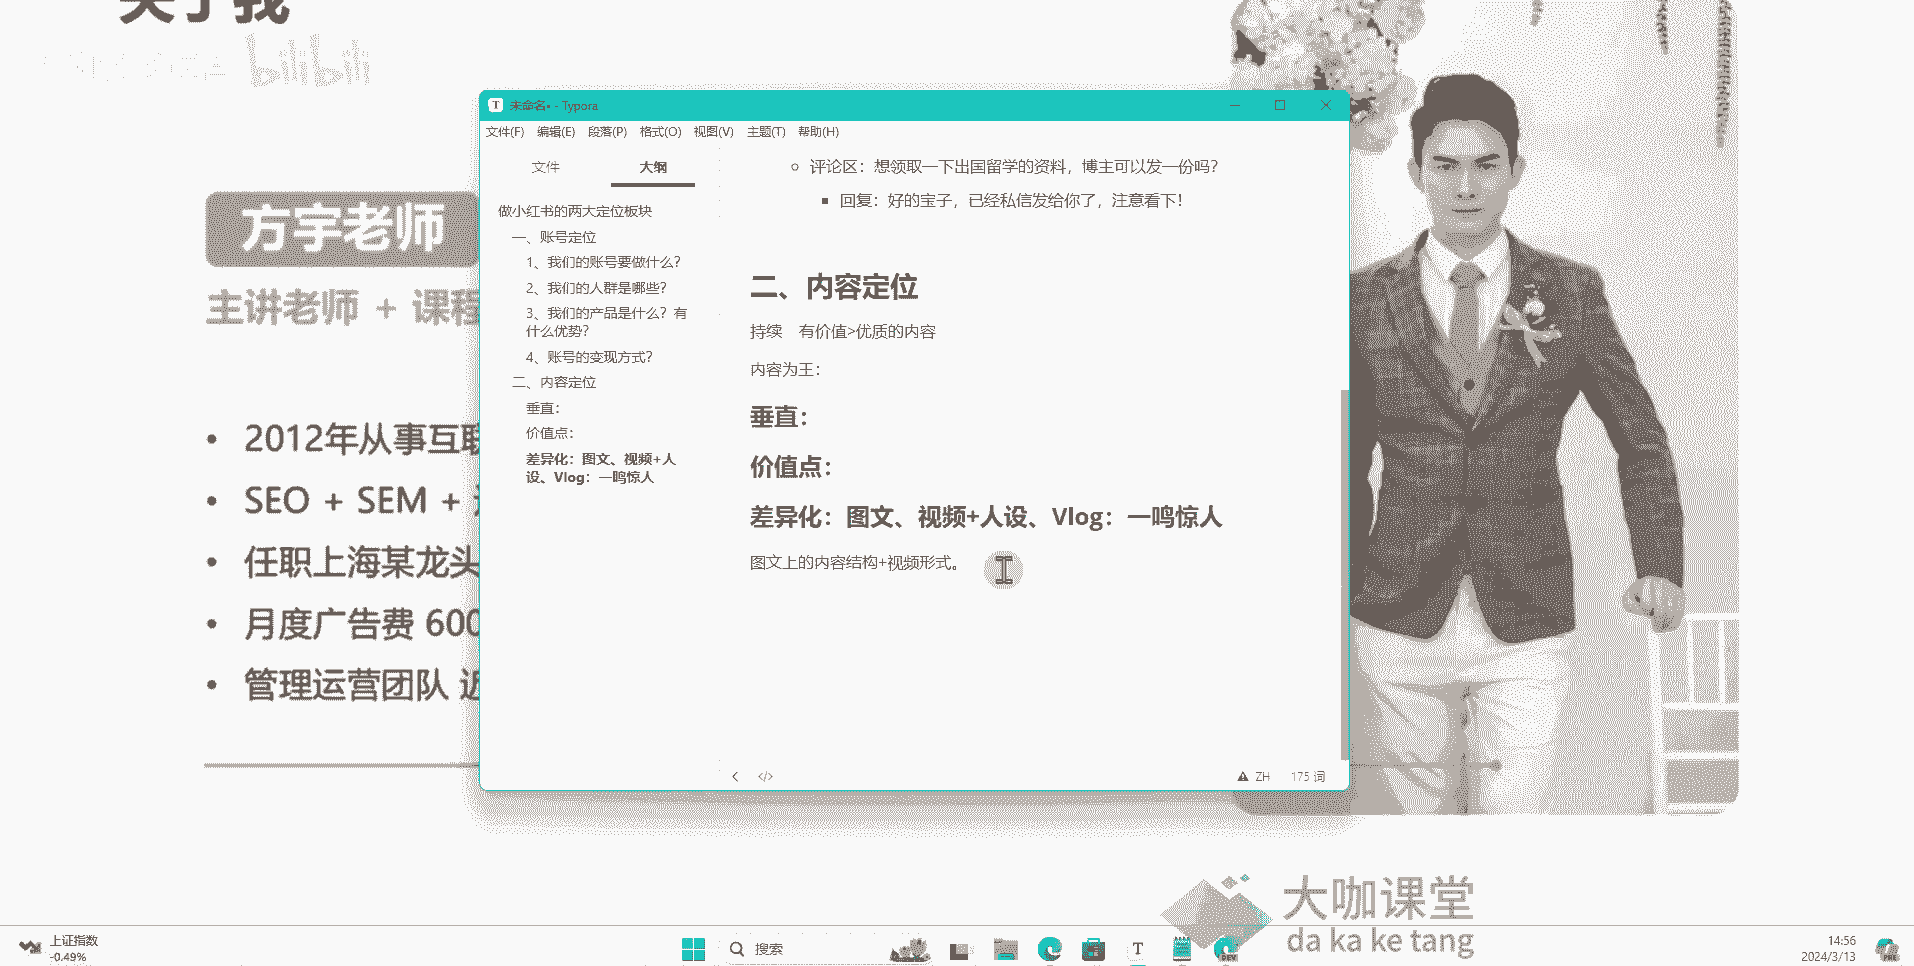 关于我
bilibili
方宇老师
主讲老师 + 课程
2012年从事互联
SEO + SEM +
任职上海某龙头
月度广告费 600
管理运营团队 近
未命名• - Typora
文件(F) 编辑(E) 段落(P) 格式(O) 视图(V) 主题(T) 帮助(H)
文件 大纲
做小红书的两大定位板块
一、账号定位
1、我们的账号要做什么？
2、我们的人群是哪些？
3、我们的产品是什么？有
什么优势？
4、账号的变现方式？
二、内容定位
垂直：
价值点：
差异化：图文、视频+人
设、Vlog：一鸣惊人
评论区：想领取一下出国留学的资料，博主可以发一份吗？
回复：好的宝子，已经私信发给你了，注意看下！
二、内容定位
持续 有价值>优质的内容
内容为王：
垂直：
价值点：
差异化：图文、视频+人设、Vlog：一鸣惊人
图文上的内容结构+视频形式。
</> ZH 175 词
大咖课堂
da ka ke tang
上证指数
-0.49%
搜索
T
DEV
14:56
2024/3/13
PRE